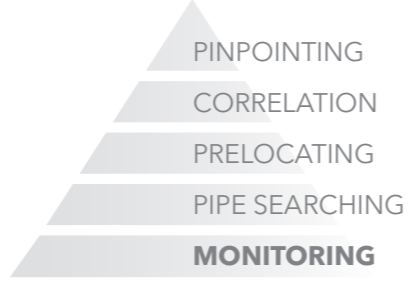 PINPOINTING
CORRELATION
PRELOCATING
PIPE SEARCHING
MONITORING